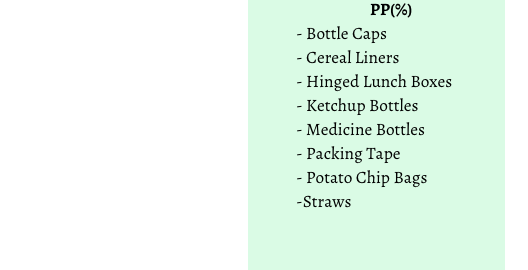 PP(%)
- Bottle Caps
- Cereal Liners
- Hinged Lunch Boxes
- Ketchup Bottles
- Medicine Bottles
- Packing Tape
- Potato Chip Bags
-Straws